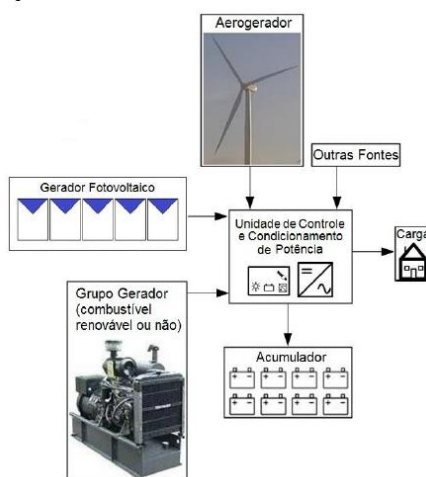 Aerogerador
Outras Fontes
Gerador Fotovoltaico
Unidade de Controle
e Condicionamento
de Potência
Carga
Grupo Gerador
(combustível
renovável ou não)
Acumulador